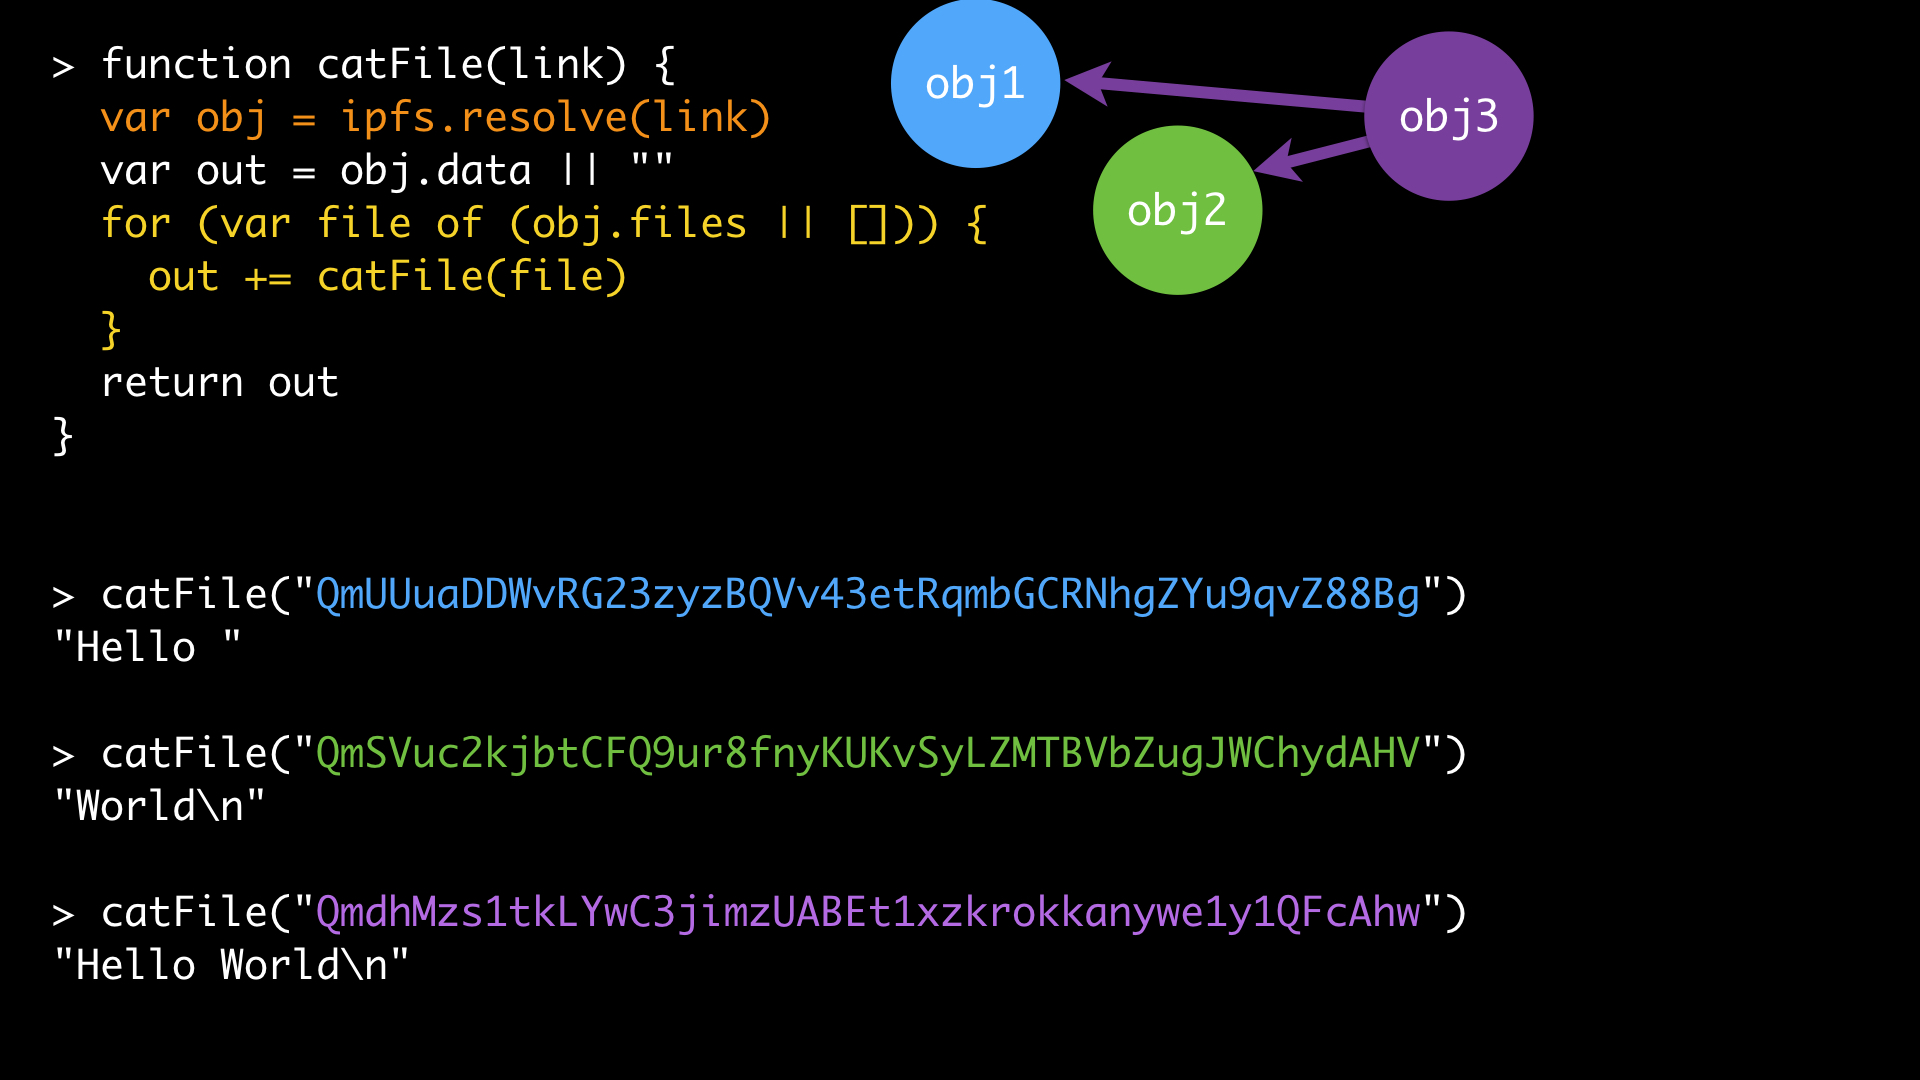 > function catFile(link) {
  var obj = ipfs.resolve(link)
  var out = obj.data || ""
  for (var file of (obj.files || [])) {
    out += catFile(file)
  }
  return out
}
obj1
obj3
obj2
> catFile("QmUUuaDDWvRG23zyzBQVv43etRqmbGCRNhgZYu9qvZ88Bg")
"Hello "
> catFile("QmSVuc2kjbtCFQ9ur8fnyKUKvSyLZMTBVbZugJWChydAHV")
"World\n"
> catFile("QmdhMzs1tkLYwC3jimzUABEt1xzkrokkanywe1y1QFcAhw")
"Hello World\n"